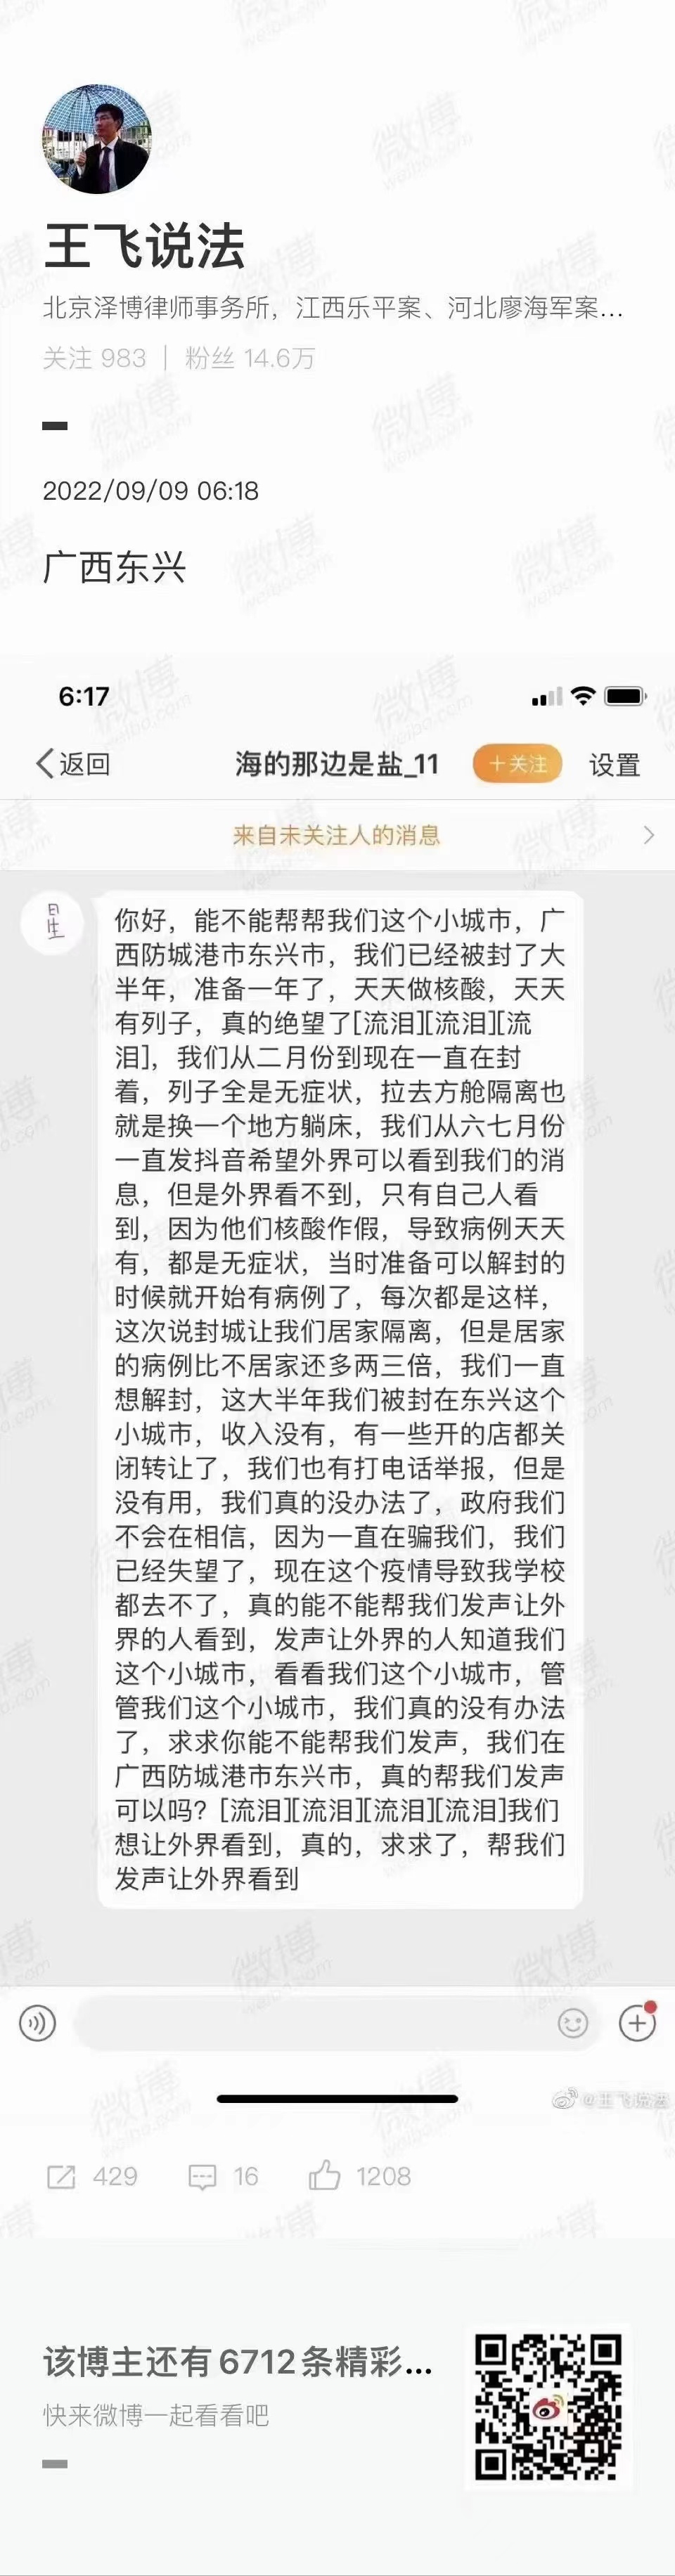 王飞说法
北京泽博律师事务所，江西乐平案、河北廖海军案...
关注 983 | 粉丝 14.6万
2022/09/09 06:18
广西东兴
6:17
返回
海的那边是盐_11
+关注
设置
来自未关注人的消息
你好，能不能帮帮我们这个小城市，广
西防城港市东兴市，我们已经被封了大
半年，准备一年了，天天做核酸，天天
有列子，真的绝望了[流泪][流泪][流
泪]，我们从二月份到现在一直在封
着，列子全是无症状，拉去方舱隔离也
就是换一个地方躺床，我们从六七月份
一直发抖音希望外界可以看到我们的消
息，但是外界看不到，只有自己人看
到，因为他们核酸作假，导致病例天天
有，都是无症状，当时准备可以解封的
时候就开始有病例了，每次都是这样，
这次说封城让我们居家隔离，但是居家
的病例比不居家还多两三倍，我们一直
想解封，这大半年我们被封在东兴这个
小城市，收入没有，有一些开的店都关
闭转让了，我们也有打电话举报，但是
没有用，我们真的没办法了，政府我们
不会在相信，因为一直在骗我们，我们
已经失望了，现在这个疫情导致我学校
都去不了，真的能不能帮我们发声让外
界的人看到，发声让外界的人知道我们
这个小城市，看看我们这个小城市，管
管我们这个小城市，我们真的没有办法
了，求求你能不能帮我们发声，我们在
广西防城港市东兴市，真的帮我们发声
可以吗？[流泪][流泪][流泪][流泪]我们
想让外界看到，真的，求求了，帮我们
发声让外界看到
@王飞说法
429
16
1208
该博主还有6712条精彩...
快来微博一起看看吧
微博
weibo.com